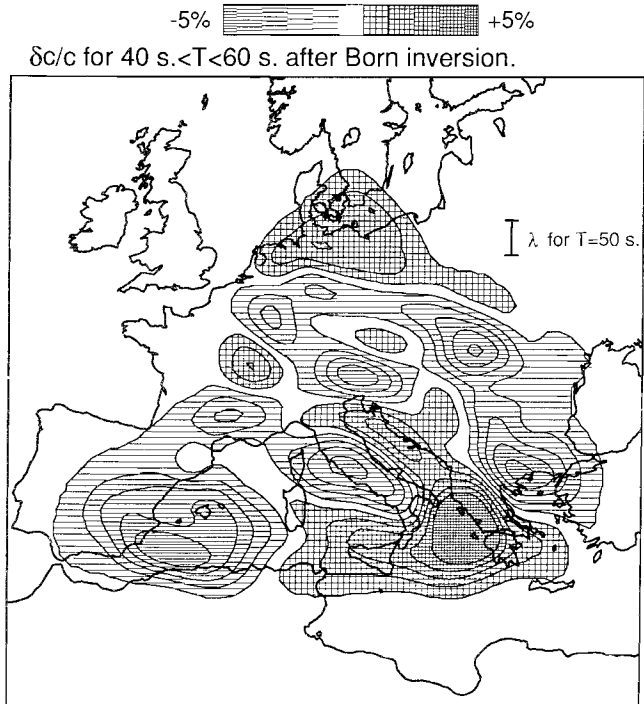 -5% +5%
δc/c for 40 s.<T<60 s. after Born inversion.
λ for T=50 s.